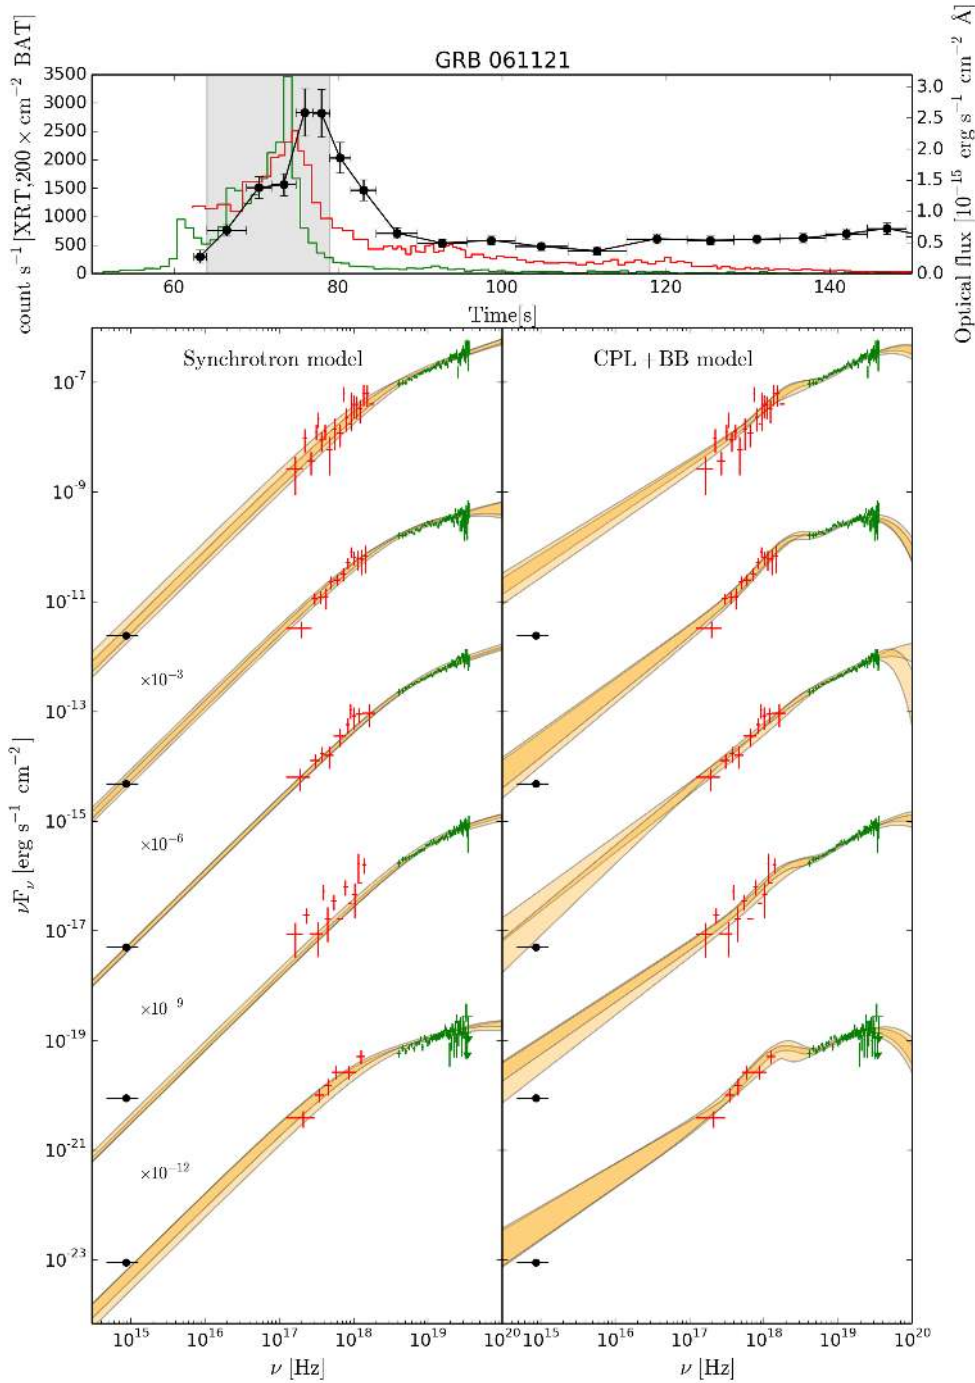 GRB 061121
count s⁻¹ [XRT,200 × cm⁻² BAT]
3500
3000
2500
2000
1500
1000
500
0
3.0
2.5
2.0
1.5
1.0
0.5
0.0
Optical flux [10⁻¹⁵ erg s⁻¹ cm⁻² Å]
60 80 100 120 140
Time[s]
Synchrotron model
CPL+BB model
νFᵥ [erg s⁻¹ cm⁻²]
10⁻⁷
10⁻⁹
10⁻¹¹
10⁻¹³
10⁻¹⁵
10⁻¹⁷
10⁻¹⁹
10⁻²¹
10⁻²³
×10⁻³
×10⁻⁶
×10⁻⁹
×10⁻¹²
10¹⁵ 10¹⁶ 10¹⁷ 10¹⁸ 10¹⁹ 10²⁰ 10¹⁵ 10¹⁶ 10¹⁷ 10¹⁸ 10¹⁹ 10²⁰
ν [Hz] ν [Hz]